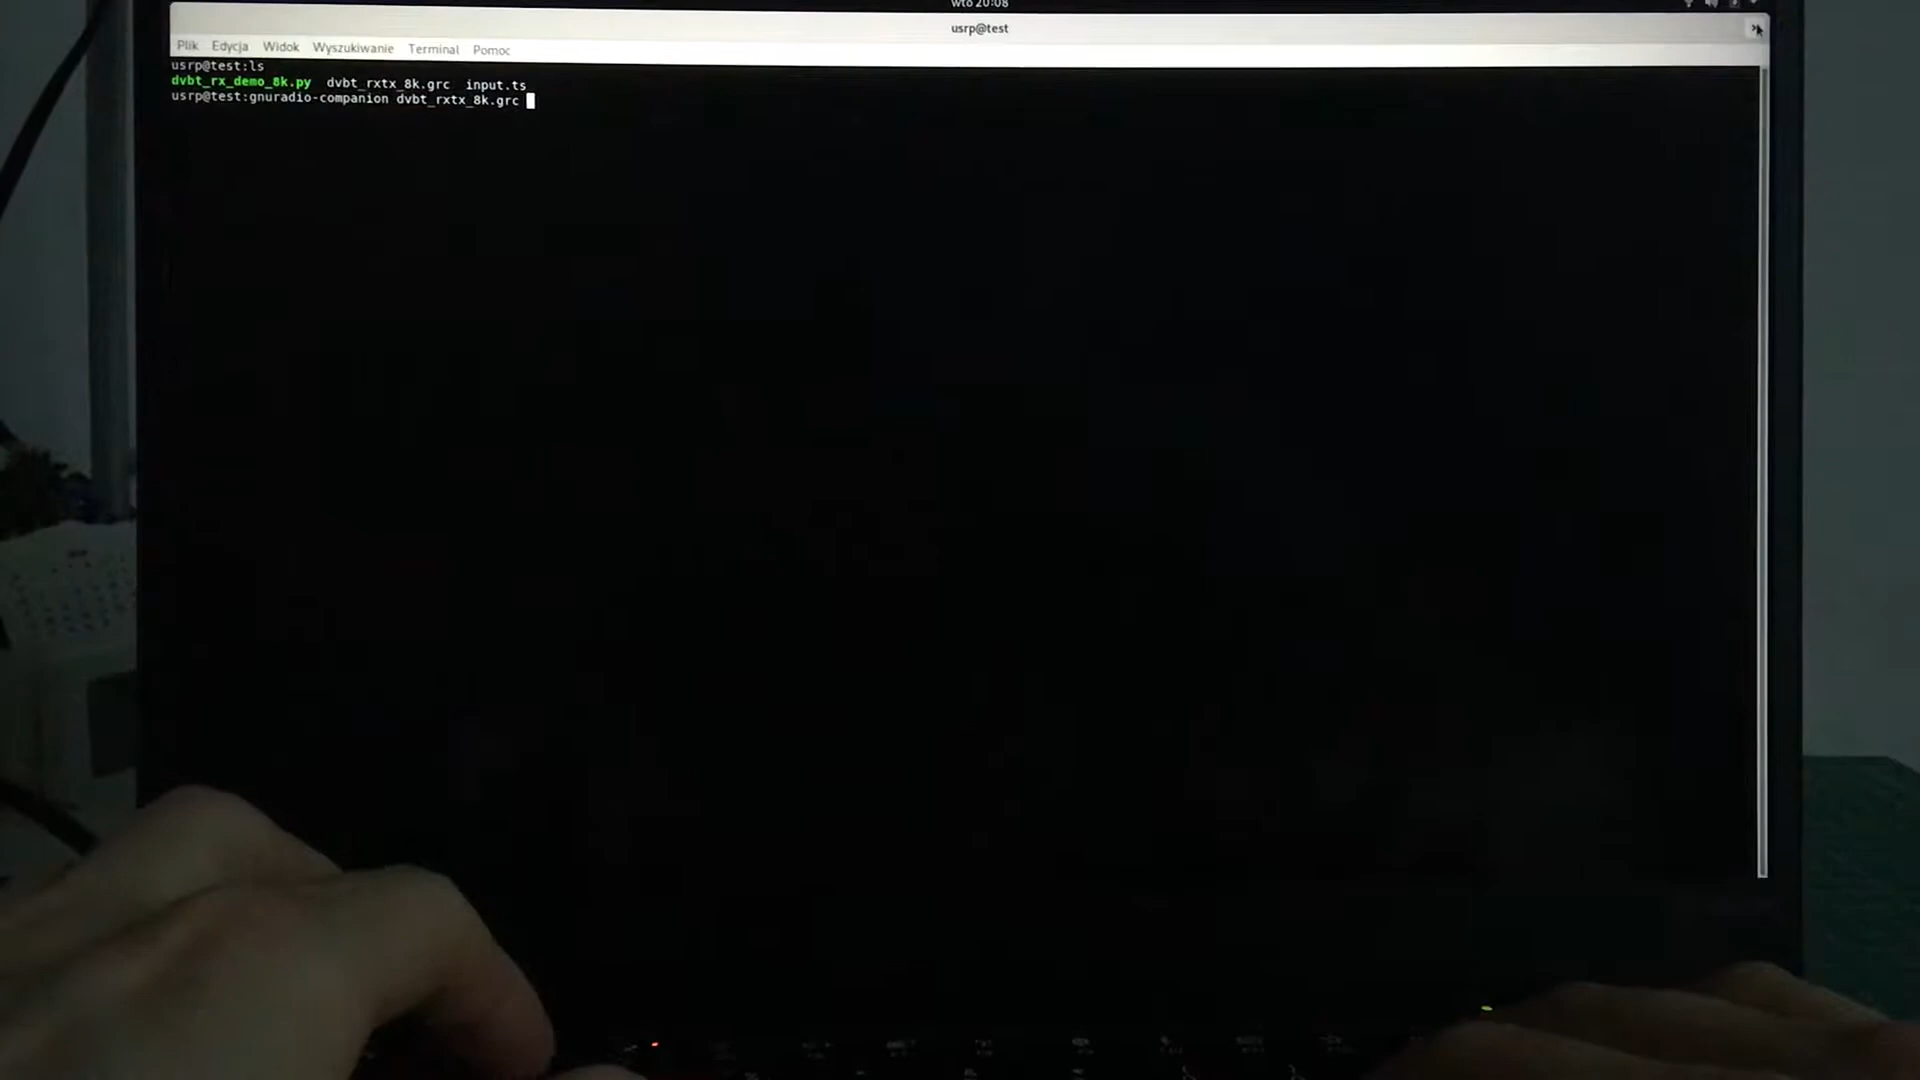 wto 20:08
usrp@test
Plik Edycja Widok Wyszukiwanie Terminal Pomoc
usrp@test:ls
dvbt_rx_demo_8k.py dvbt_rxtx_8k.grc input.ts
usrp@test:gnuradio-companion dvbt_rxtx_8k.grc